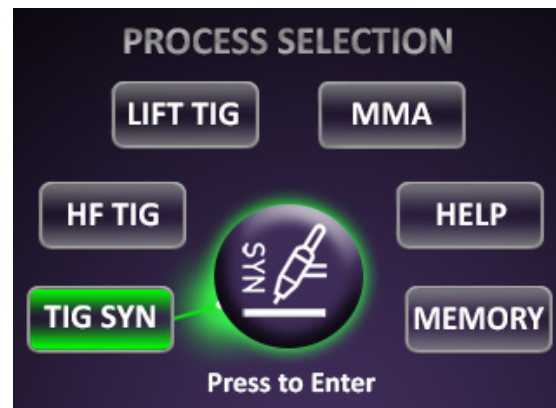 PROCESS SELECTION
LIFT TIG
MMA
HF TIG
HELP
SYN
TIG SYN
MEMORY
Press to Enter